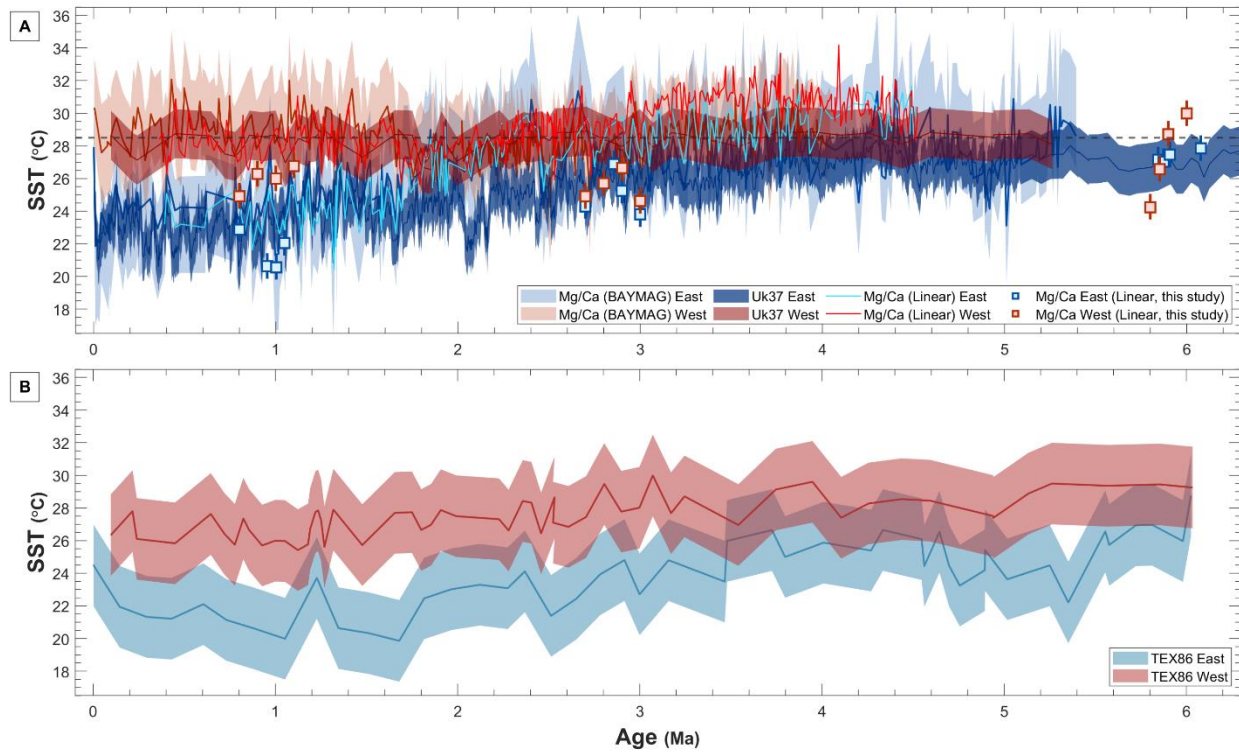 A
36
34
32
30
28
26
24
22
20
18
SST (°C)
Mg/Ca (BAYMAG) East
Uk37 East
Mg/Ca (Linear) East
Mg/Ca East (Linear, this study)
Mg/Ca (BAYMAG) West
Uk37 West
Mg/Ca (Linear) West
Mg/Ca West (Linear, this study)
0 1 2 3 4 5 6
B
36
34
32
30
28
26
24
22
20
18
SST (°C)
TEX86 East
TEX86 West
0 1 2 3 4 5 6
Age (Ma)